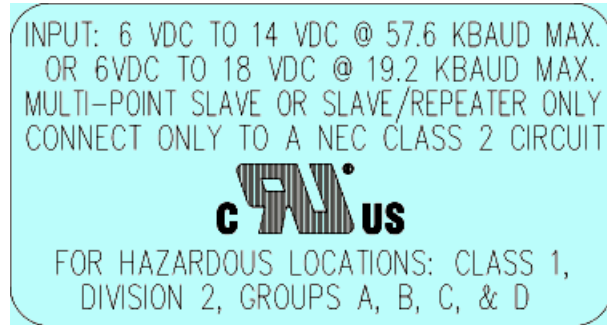 INPUT: 6 VDC TO 14 VDC @ 57.6 KBAUD MAX.
OR 6VDC TO 18 VDC @ 19.2 KBAUD MAX.
MULTI-POINT SLAVE OR SLAVE/REPEATER ONLY
CONNECT ONLY TO A NEC CLASS 2 CIRCUIT
C RU ® US
FOR HAZARDOUS LOCATIONS: CLASS 1,
DIVISION 2, GROUPS A, B, C, & D